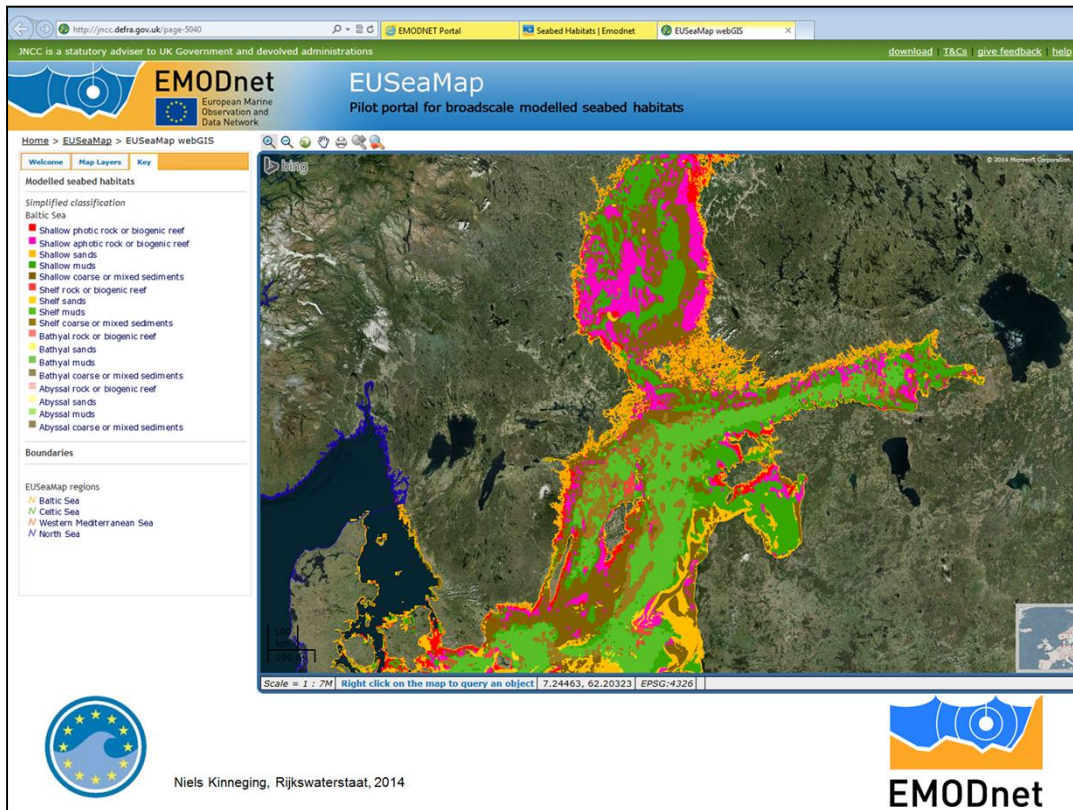 http://jncc.defra.gov.uk/page-5040
EMODNET Portal
Seabed Habitats | Emodnet
EUSeaMap webGIS
JNCC is a statutory adviser to UK Government and devolved administrations
download | T&Cs | give feedback | help
EMODnet
European Marine
Observation and
Data Network
EUSeaMap
Pilot portal for broadscale modelled seabed habitats
Home > EUSeaMap > EUSeaMap webGIS
Welcome
Map Layers
Key
Modelled seabed habitats
Simplified classification
Baltic Sea
Shallow photic rock or biogenic reef
Shallow aphotic rock or biogenic reef
Shallow sands
Shallow muds
Shallow coarse or mixed sediments
Shelf rock or biogenic reef
Shelf sands
Shelf muds
Shelf coarse or mixed sediments
Bathyal rock or biogenic reef
Bathyal sands
Bathyal muds
Bathyal coarse or mixed sediments
Abyssal rock or biogenic reef
Abyssal sands
Abyssal muds
Abyssal coarse or mixed sediments
Boundaries
EUSeaMap regions
Baltic Sea
Celtic Sea
Western Mediterranean Sea
North Sea
bing
© 2014 Microsoft Corporation
100
km
Scale = 1 : 7M
Right click on the map to query an object
7.24463, 62.20323
EPSG:4326
Niels Kinneging, Rijkswaterstaat, 2014
EMODnet